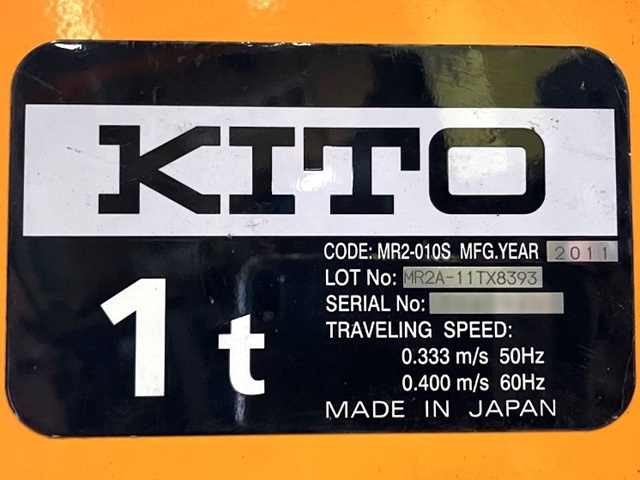 KITO
CODE: MR2-010S MFG.YEAR 2011
LOT No: MR2A-11TX8393
SERIAL No:
1t
TRAVELING SPEED:
0.333 m/s 50Hz
0.400 m/s 60Hz
MADE IN JAPAN